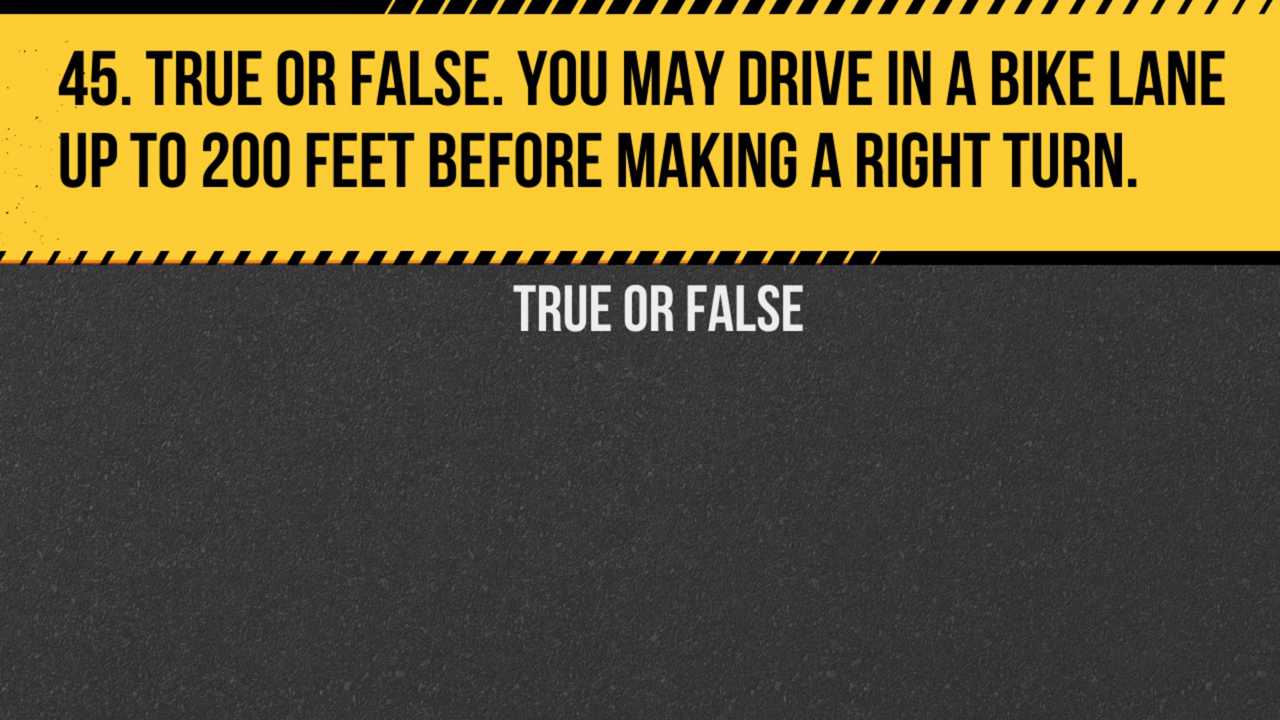 45. TRUE OR FALSE. YOU MAY DRIVE IN A BIKE LANE
UP TO 200 FEET BEFORE MAKING A RIGHT TURN.
TRUE OR FALSE